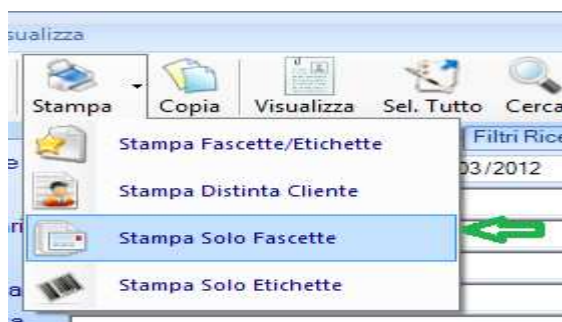 sualizza
Stampa Copia Visualizza Sel. Tutto Cerca
Filtri Rice
Stampa Fascette/Etichette
03/2012
Stampa Distinta Cliente
Stampa Solo Fascette
Stampa Solo Etichette